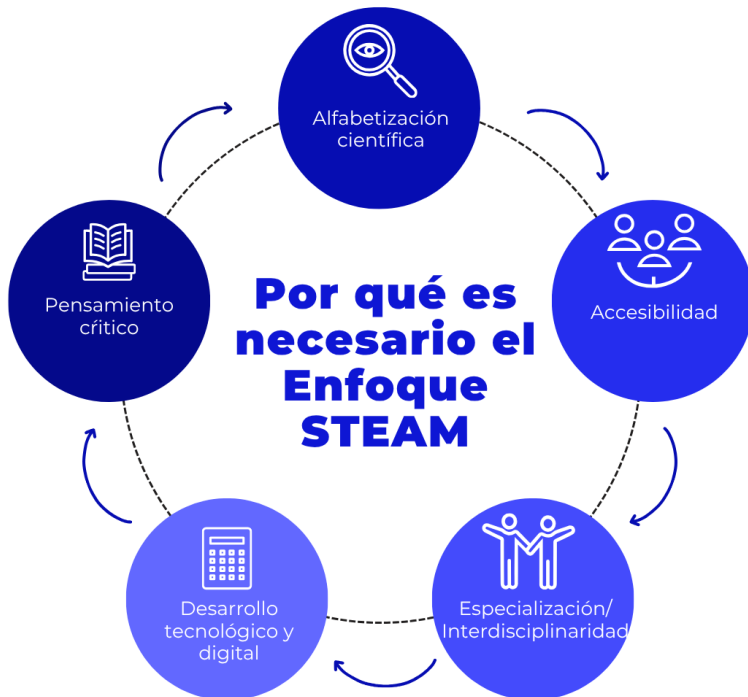 Alfabetización
científica
Accesibilidad
Especialización/
Interdisciplinaridad
Desarrollo
tecnológico y
digital
Pensamiento
crítico
Por qué es
necesario el
Enfoque
STEAM